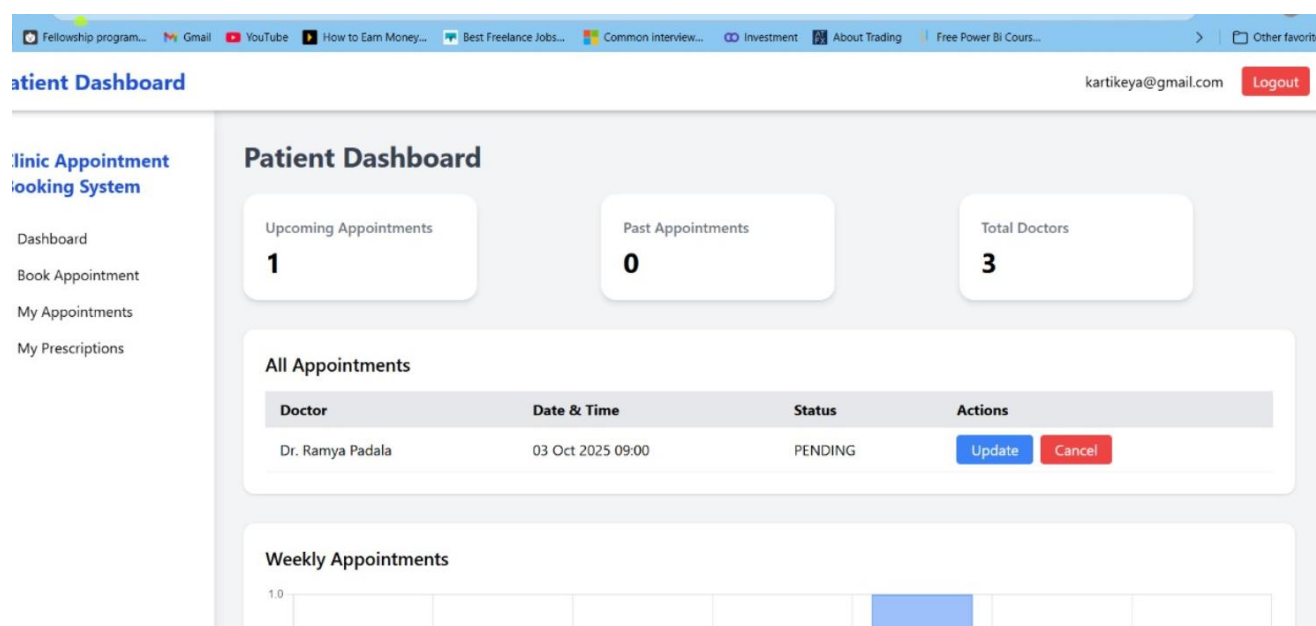 Fellowship program... Gmail YouTube How to Earn Money... Best Freelance Jobs... Common interview... Investment About Trading Free Power Bi Cours... Other favorit
atient Dashboard kartikeya@gmail.com Logout
linic Appointment
ooking System
Dashboard
Book Appointment
My Appointments
My Prescriptions
Patient Dashboard
Upcoming Appointments Past Appointments Total Doctors
1 0 3
All Appointments
Doctor Date & Time Status Actions
Dr. Ramya Padala 03 Oct 2025 09:00 PENDING Update Cancel
Weekly Appointments
1.0